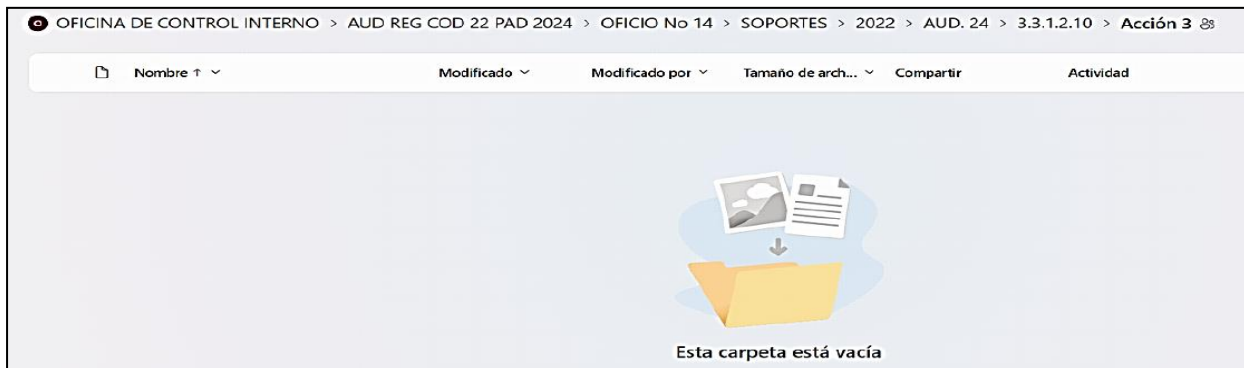 OFICINA DE CONTROL INTERNO > AUD REG COD 22 PAD 2024 > OFICIO No 14 > SOPORTES > 2022 > AUD. 24 > 3.3.1.2.10 > Acción 3
Nombre ↑ Modificado Modificado por Tamaño de arch... Compartir Actividad
Esta carpeta está vacía